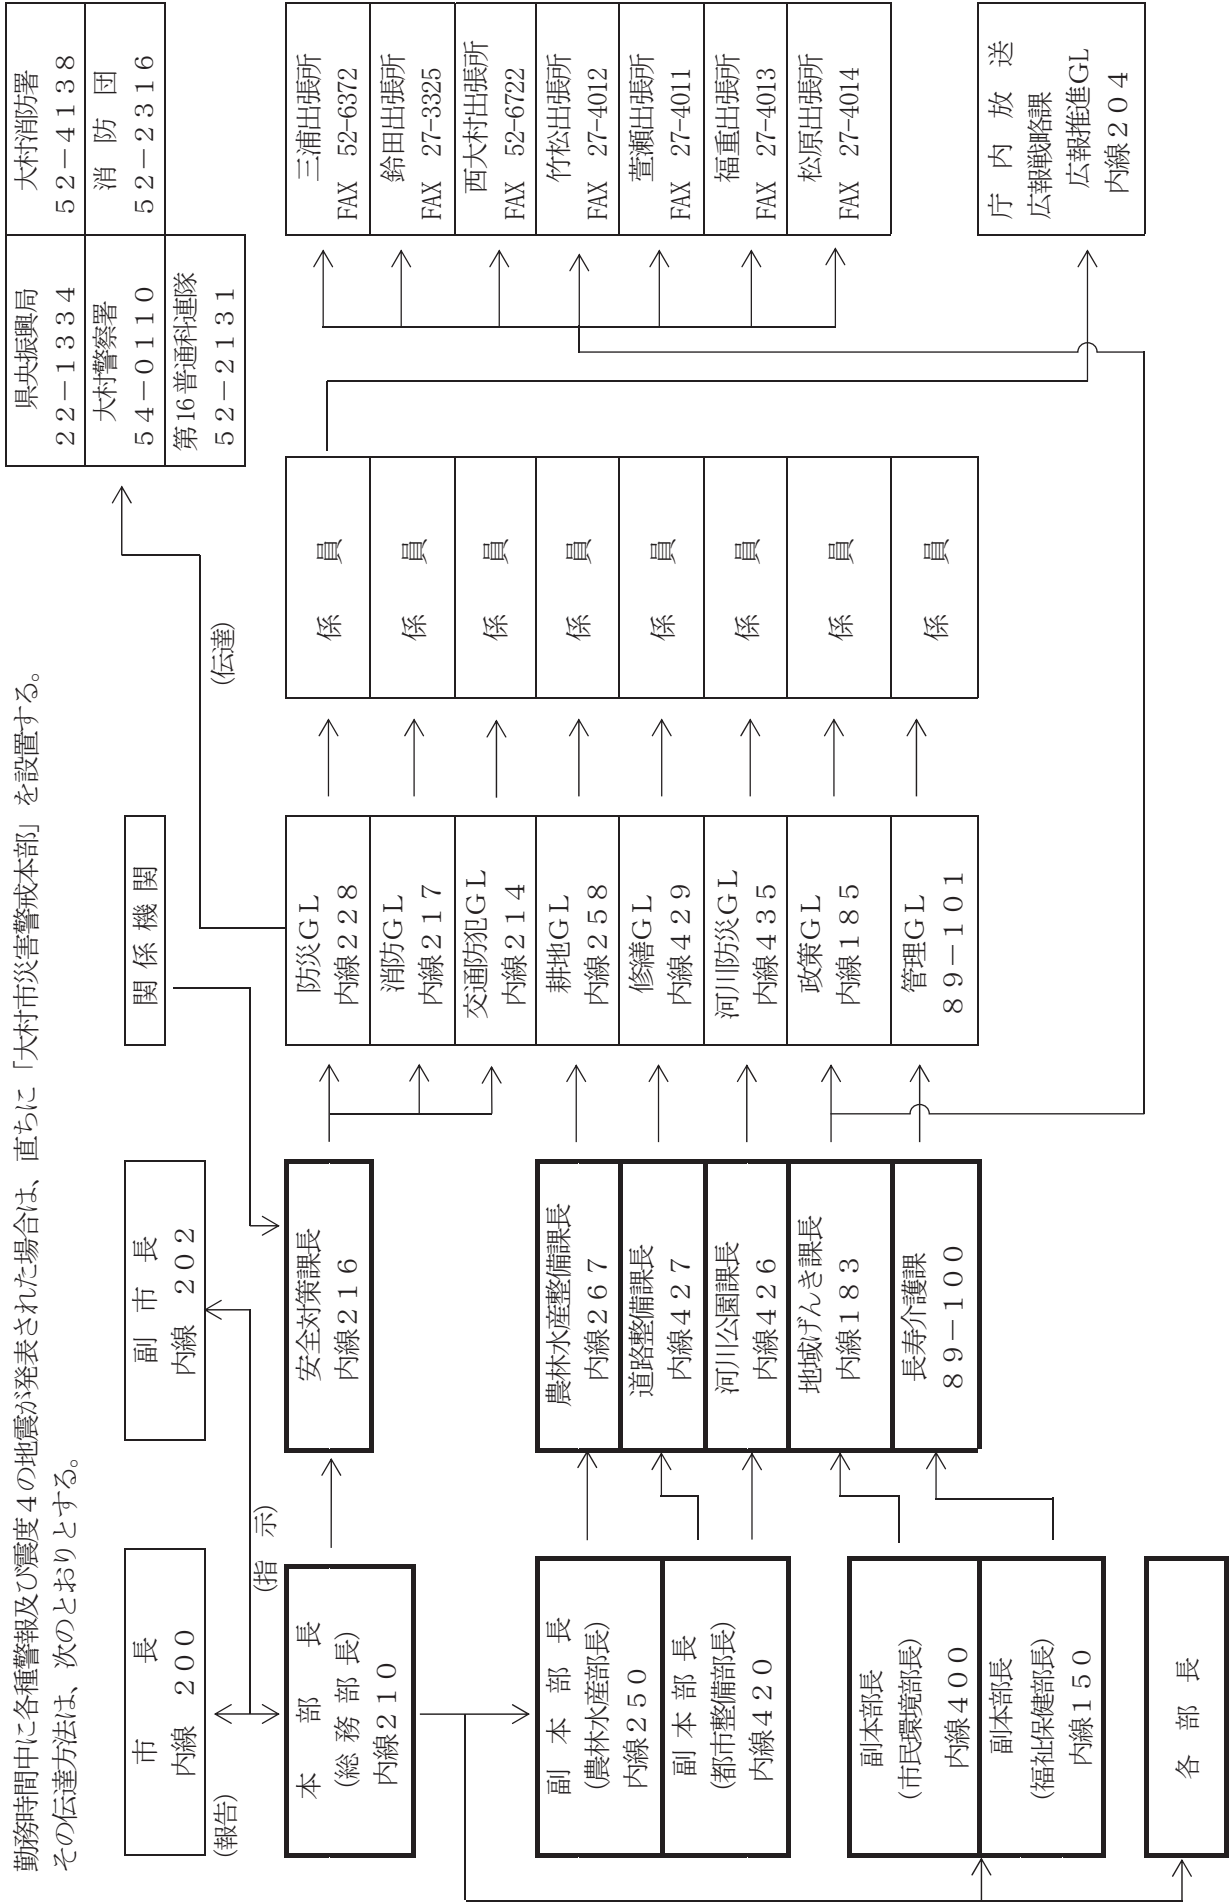 勤務時間中に各種警報及び震度４の地震が発表された場合は、直ちに「大村市災害警戒本部」を設置する。
その伝達方法は、次のとおりとする。
市　　長
内線　２００
副　市　長
内線　２０２
関 係 機 関
県央振興局
２２－１３３４
大村消防署
５２－４１３８
大村警察署
５４－０１１０
消　防　団
５２－２３１６
第16普通科連隊
５２－２１３１
(報告)
(指　示)
(伝達)
本　部　長
(総 務 部 長)
内線２１０
安全対策課長
内線２１６
防災ＧＬ
内線２２８
消防ＧＬ
内線２１７
交通防犯ＧＬ
内線２１４
耕地ＧＬ
内線２５８
修繕ＧＬ
内線４２９
河川防災ＧＬ
内線４３５
政策ＧＬ
内線１８５
管理ＧＬ
８９－１０１
係　　員
係　　員
係　　員
係　　員
係　　員
係　　員
係　　員
係　　員
三浦出張所
FAX 52-6372
鈴田出張所
FAX 27-3325
西大村出張所
FAX 52-6722
竹松出張所
FAX 27-4012
萱瀬出張所
FAX 27-4011
福重出張所
FAX 27-4013
松原出張所
FAX 27-4014
庁　内　放　送
広報戦略課
広報推進GL
内線２０４
副　本　部　長
(農林水産部長)
内線２５０
副 本 部 長
(都市整備部長)
内線４２０
農林水産整備課長
内線２６７
道路整備課長
内線４２７
河川公園課長
内線４２６
地域げんき課長
内線１８３
長寿介護課
８９－１００
副本部長
(市民環境部長)
内線４００
副本部長
(福祉保健部長)
内線１５０
各　部　長